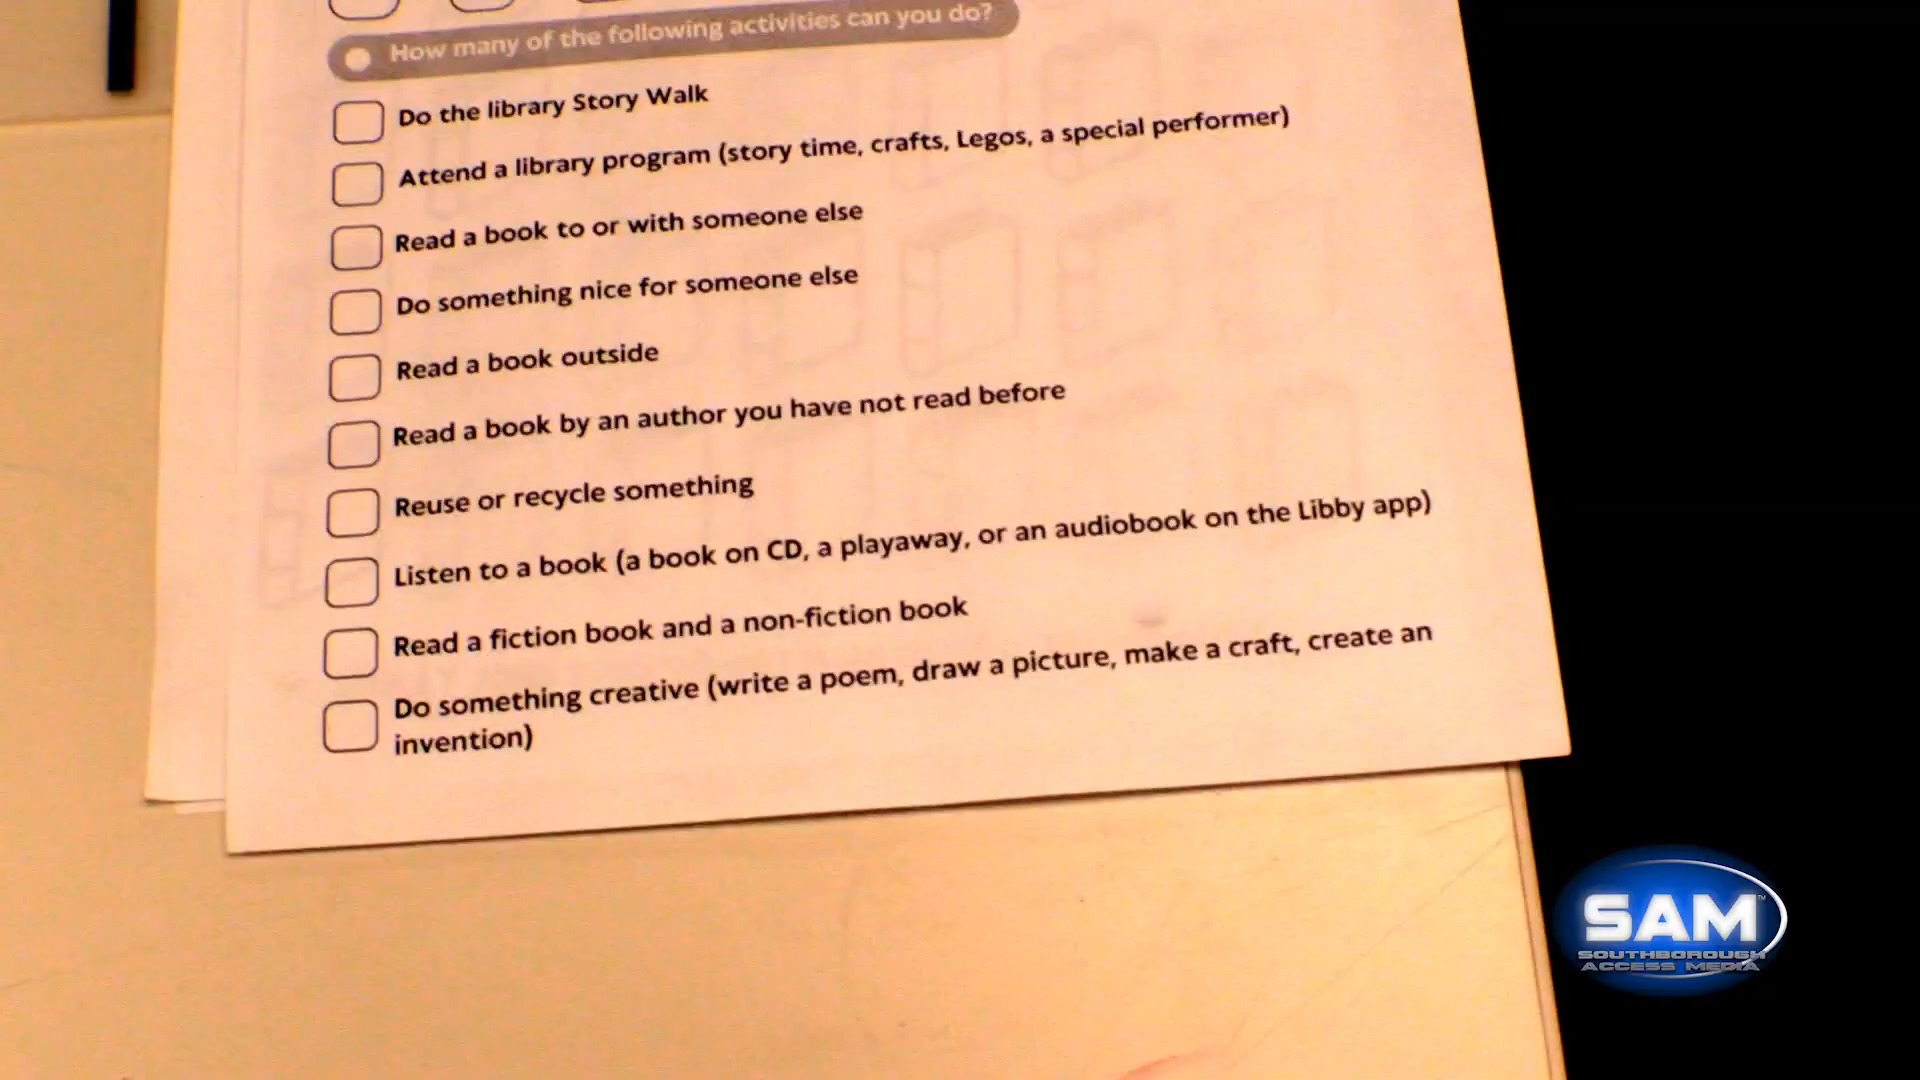 How many of the following activities can you do?
Do the library Story Walk
Attend a library program (story time, crafts, Legos, a special performer)
Read a book to or with someone else
Do something nice for someone else
Read a book outside
Read a book by an author you have not read before
Reuse or recycle something
Listen to a book (a book on CD, a playaway, or an audiobook on the Libby app)
Read a fiction book and a non-fiction book
Do something creative (write a poem, draw a picture, make a craft, create an
invention)
SAM™
SOUTHBOROUGH
ACCESS MEDIA